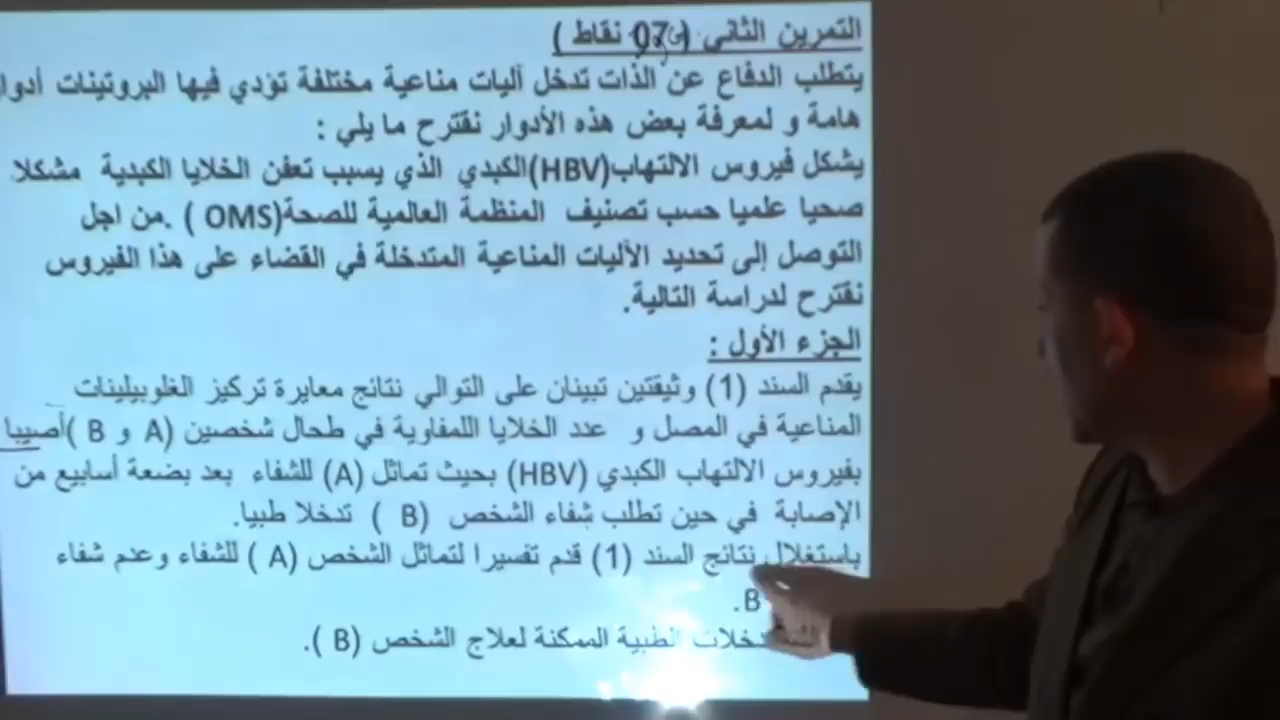 التمرين الثاني ( 07 نقاط )
يتطلب الدفاع عن الذات تدخل آليات مناعية مختلفة تؤدي فيها البروتينات أدوار
هامة و لمعرفة بعض هذه الأدوار نقترح ما يلي :
يشكل فيروس الالتهاب(HBV)الكبدي الذي يسبب تعفن الخلايا الكبدية مشكلا
صحيا علميا حسب تصنيف المنظمة العالمية للصحة(OMS ) .من اجل
التوصل إلى تحديد الآليات المناعية المتدخلة في القضاء على هذا الفيروس
نقترح لدراسة التالية.
الجزء الأول :
يقدم السند (1) وثيقتين تبينان على التوالي نتائج معايرة تركيز الغلوبيلينات
المناعية في المصل و عدد الخلايا اللمفاوية في طحال شخصين (A و B )أصيبا
بفيروس الالتهاب الكبدي (HBV) بحيث تماثل (A) للشفاء بعد بضعة أسابيع من
الإصابة في حين تطلب شفاء الشخص (B ) تدخلا طبيا.
باستغلال نتائج السند (1) قدم تفسيرا لتماثل الشخص (A ) للشفاء وعدم شفاء
B.
الطبية الممكنة لعلاج الشخص (B ).